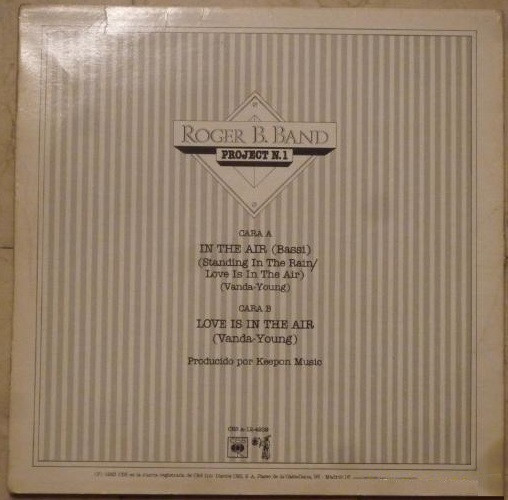 ROGER B. BAND
PROJECT N.1
CARA A
IN THE AIR (Bassi)
(Standing In The Rain/
Love Is In The Air)
(Vanda-Young)
CARA B
LOVE IS IN THE AIR
(Vanda-Young)
Producido por Keepon Music
CBS